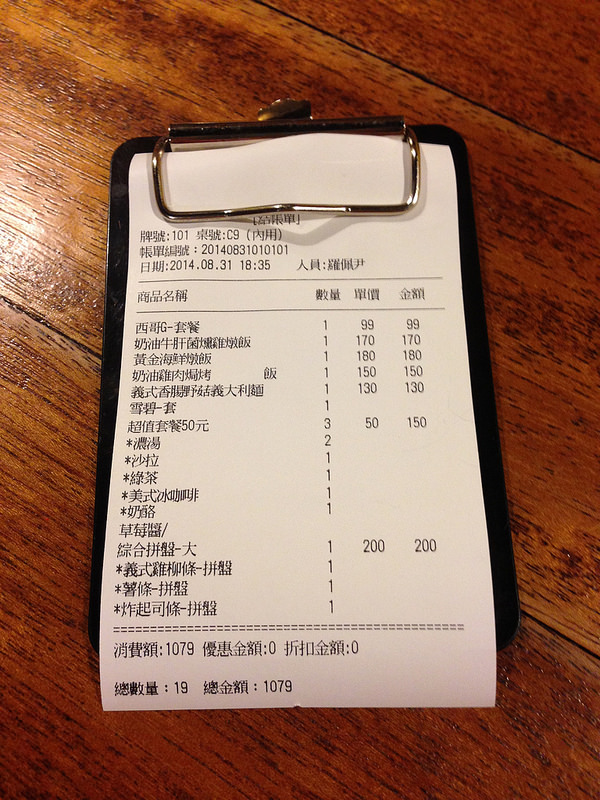 [結帳單]
牌號:101 桌號:C9 (內用)
帳單編號：20140831010101
日期:2014.08.31 18:35 人員:羅佩尹
商品名稱 數量 單價 金額
西哥G-套餐 1 99 99
奶油牛肝菌燻雞燉飯 1 170 170
黃金海鮮燉飯 1 180 180
奶油雞肉焗烤 飯 1 150 150
義式香腸野菇義大利麵 1 130 130
雪碧-套 1
超值套餐50元 3 50 150
*濃湯 2
*沙拉 1
*綠茶 1
*美式冰咖啡 1
*奶酪 1
草莓醬/
綜合拼盤-大 1 200 200
*義式雞柳條-拼盤 1
*薯條-拼盤 1
*炸起司條-拼盤 1
消費額:1079 優惠金額:0 折扣金額:0
總數量：19 總金額：1079